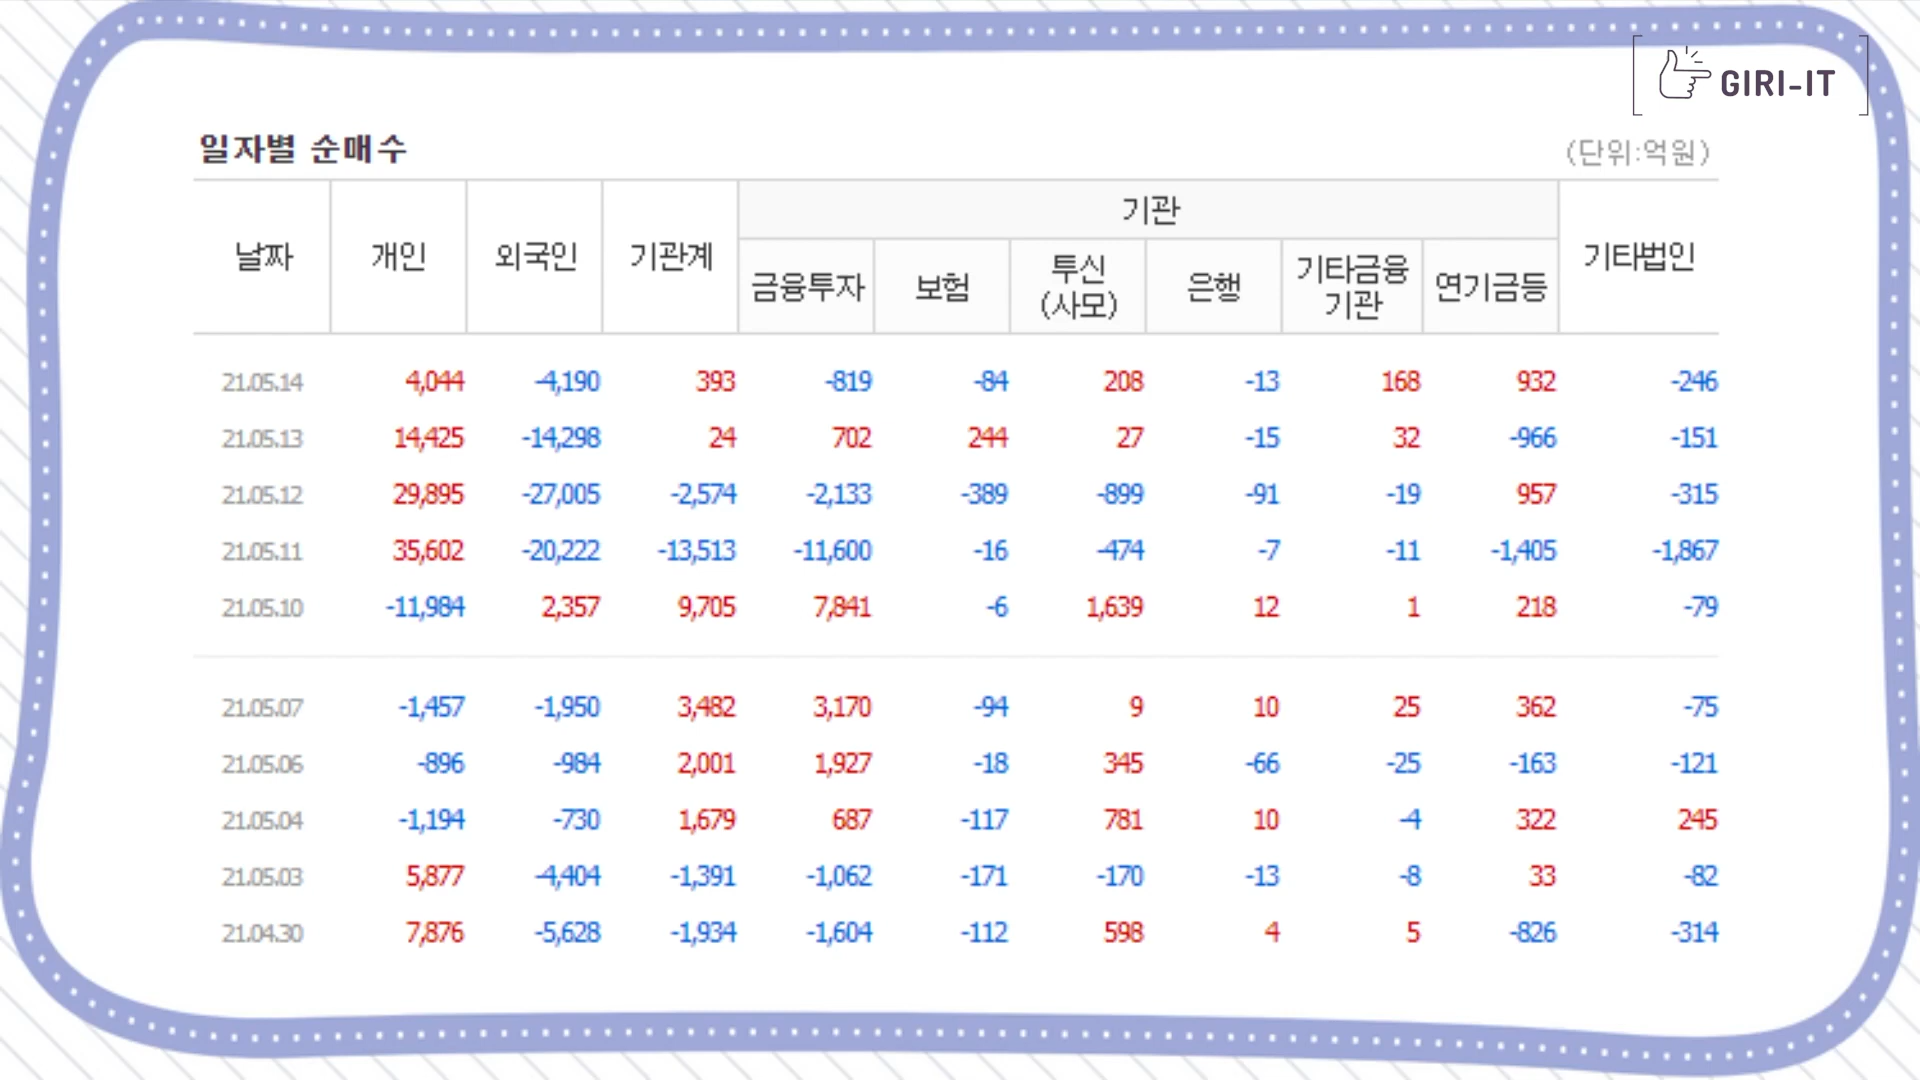 GIRI-IT
일자별 순매수
(단위:억원)
날짜 개인 외국인 기관계 기관 기타법인
금융투자 보험 투신(사모) 은행 기타금융기관 연기금등
21.05.14 4,044 -4,190 393 -819 -84 208 -13 168 932 -246
21.05.13 14,425 -14,298 24 702 244 27 -15 32 -966 -151
21.05.12 29,895 -27,005 -2,574 -2,133 -389 -899 -91 -19 957 -315
21.05.11 35,602 -20,222 -13,513 -11,600 -16 -474 -7 -11 -1,405 -1,867
21.05.10 -11,984 2,357 9,705 7,841 -6 1,639 12 1 218 -79
21.05.07 -1,457 -1,950 3,482 3,170 -94 9 10 25 362 -75
21.05.06 -896 -984 2,001 1,927 -18 345 -66 -25 -163 -121
21.05.04 -1,194 -730 1,679 687 -117 781 10 -4 322 245
21.05.03 5,877 -4,404 -1,391 -1,062 -171 -170 -13 -8 33 -82
21.04.30 7,876 -5,628 -1,934 -1,604 -112 598 4 5 -826 -314